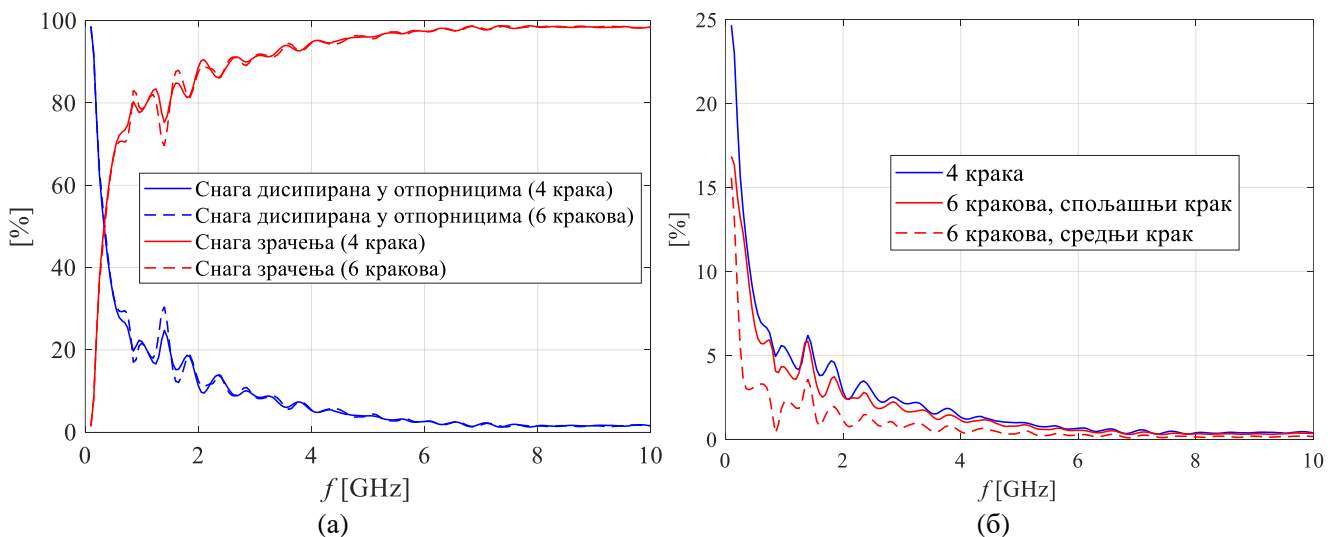 100
80
60
40
20
0
[%]
0 2 4 6 8 10
f [GHz]
Снага дисипирана у отпорницима (4 крака)
Снага дисипирана у отпорницима (6 кракова)
Снага зрачења (4 крака)
Снага зрачења (6 кракова)
(а)
25
20
15
10
5
0
[%]
0 2 4 6 8 10
f [GHz]
4 крака
6 кракова, спољашњи крак
6 кракова, средњи крак
(б)